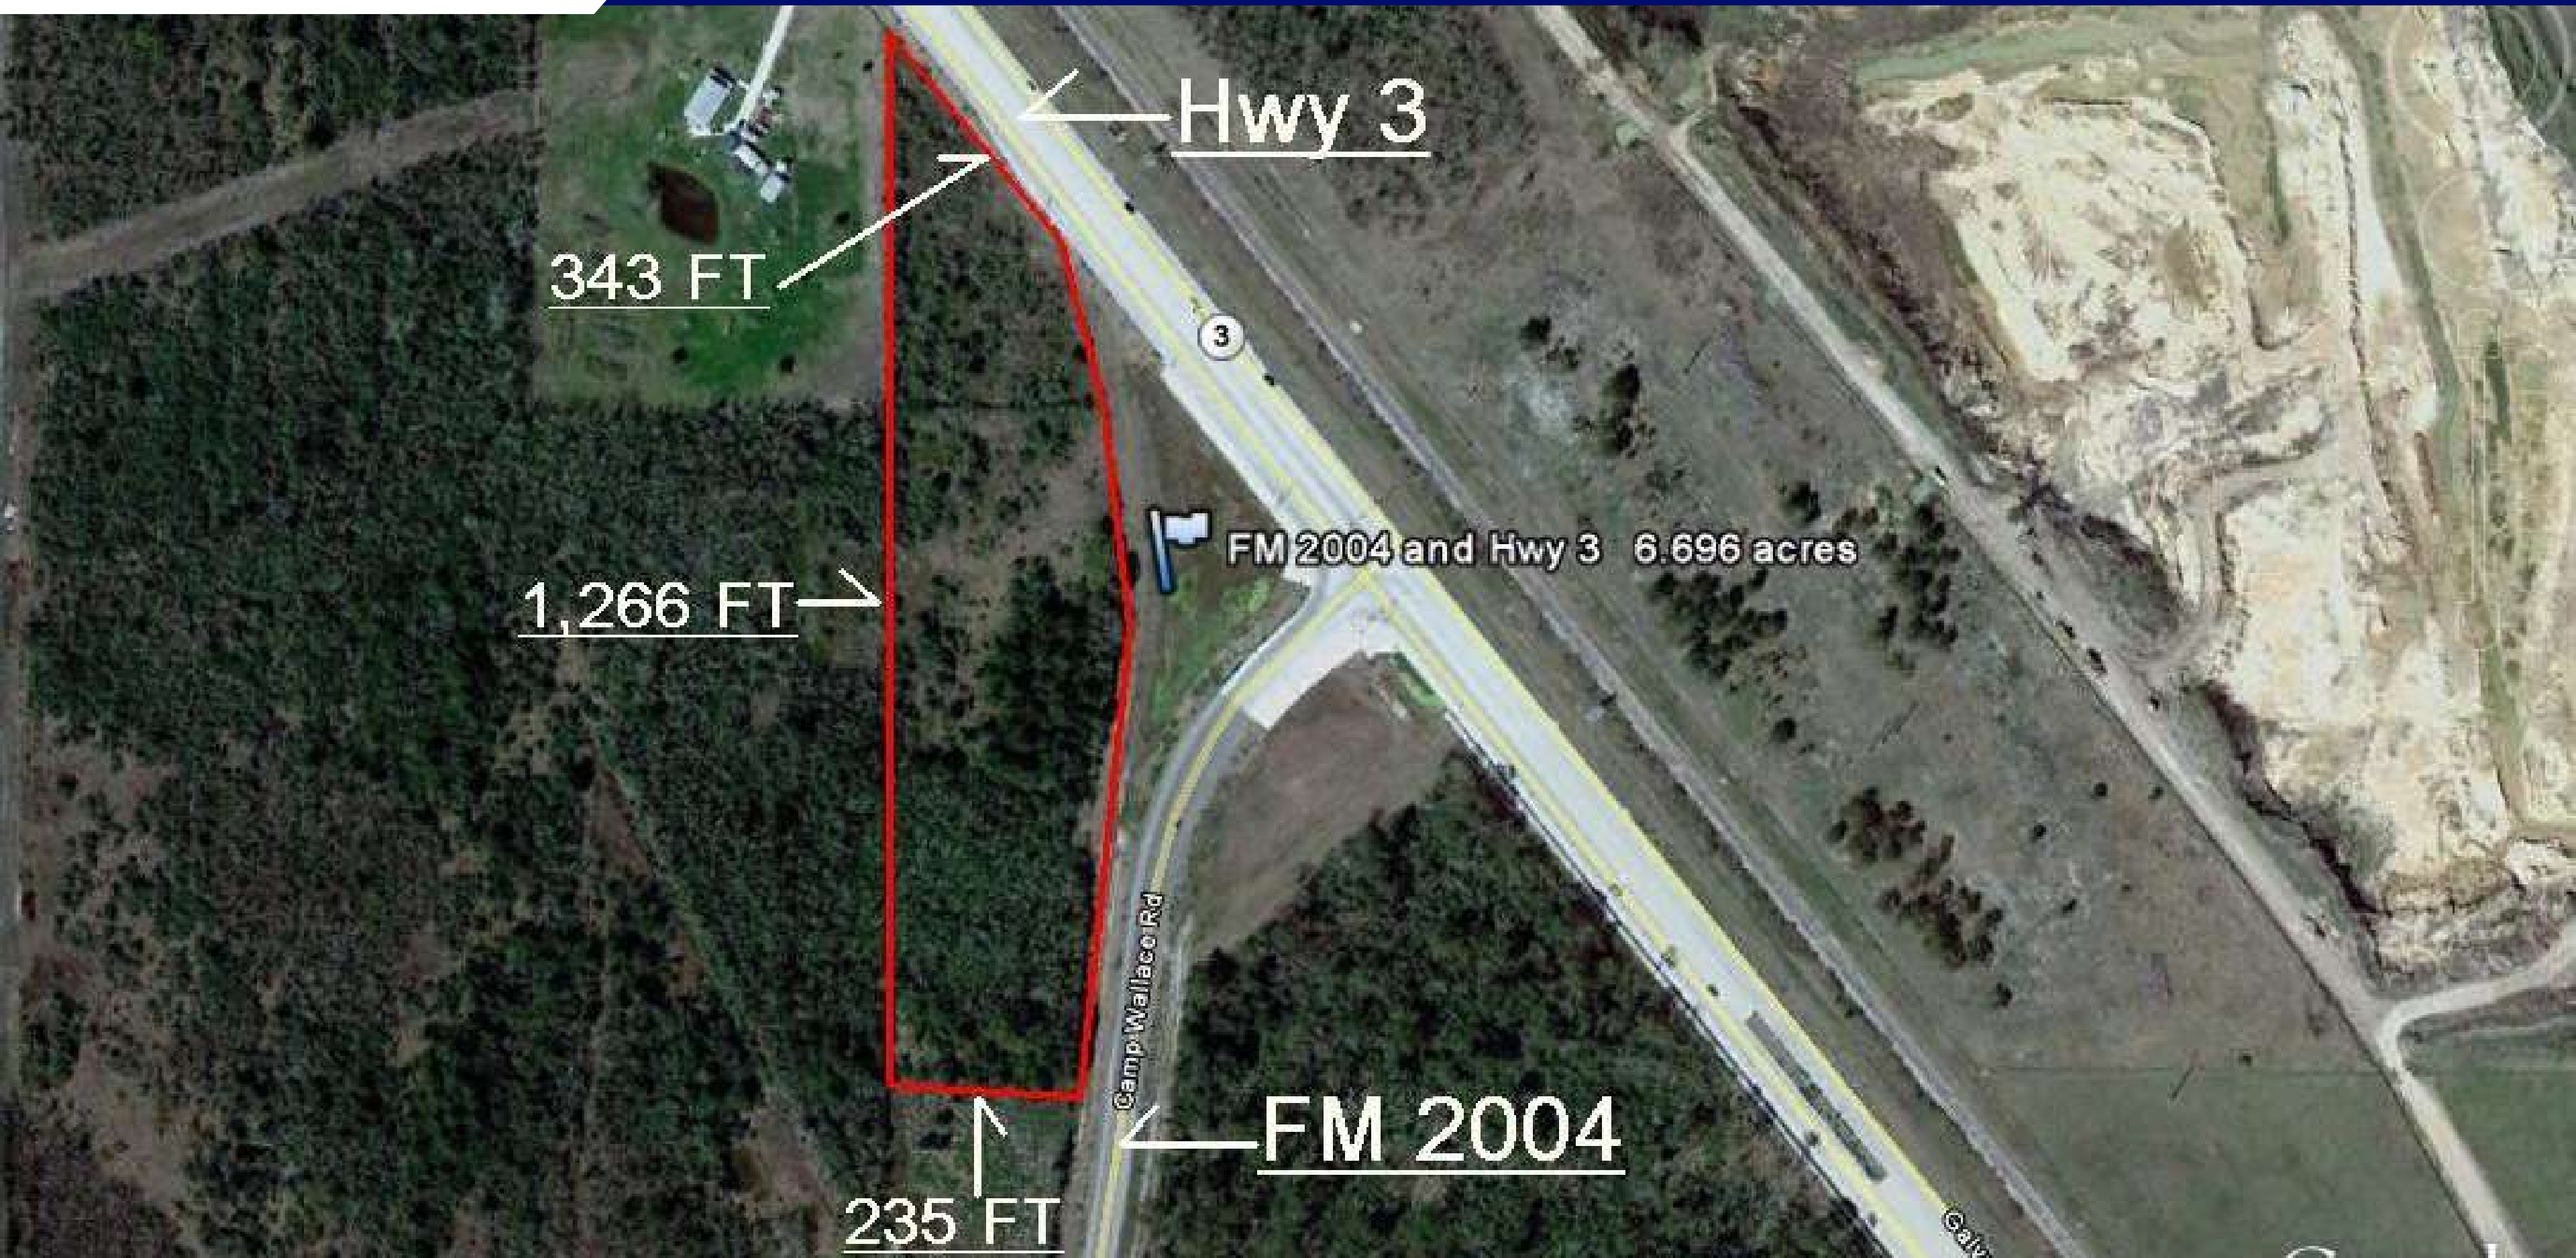 Hwy 3
343 FT
3
FM 2004 and Hwy 3 6.696 acres
1,266 FT
Camp Wallace Rd
FM 2004
235 FT